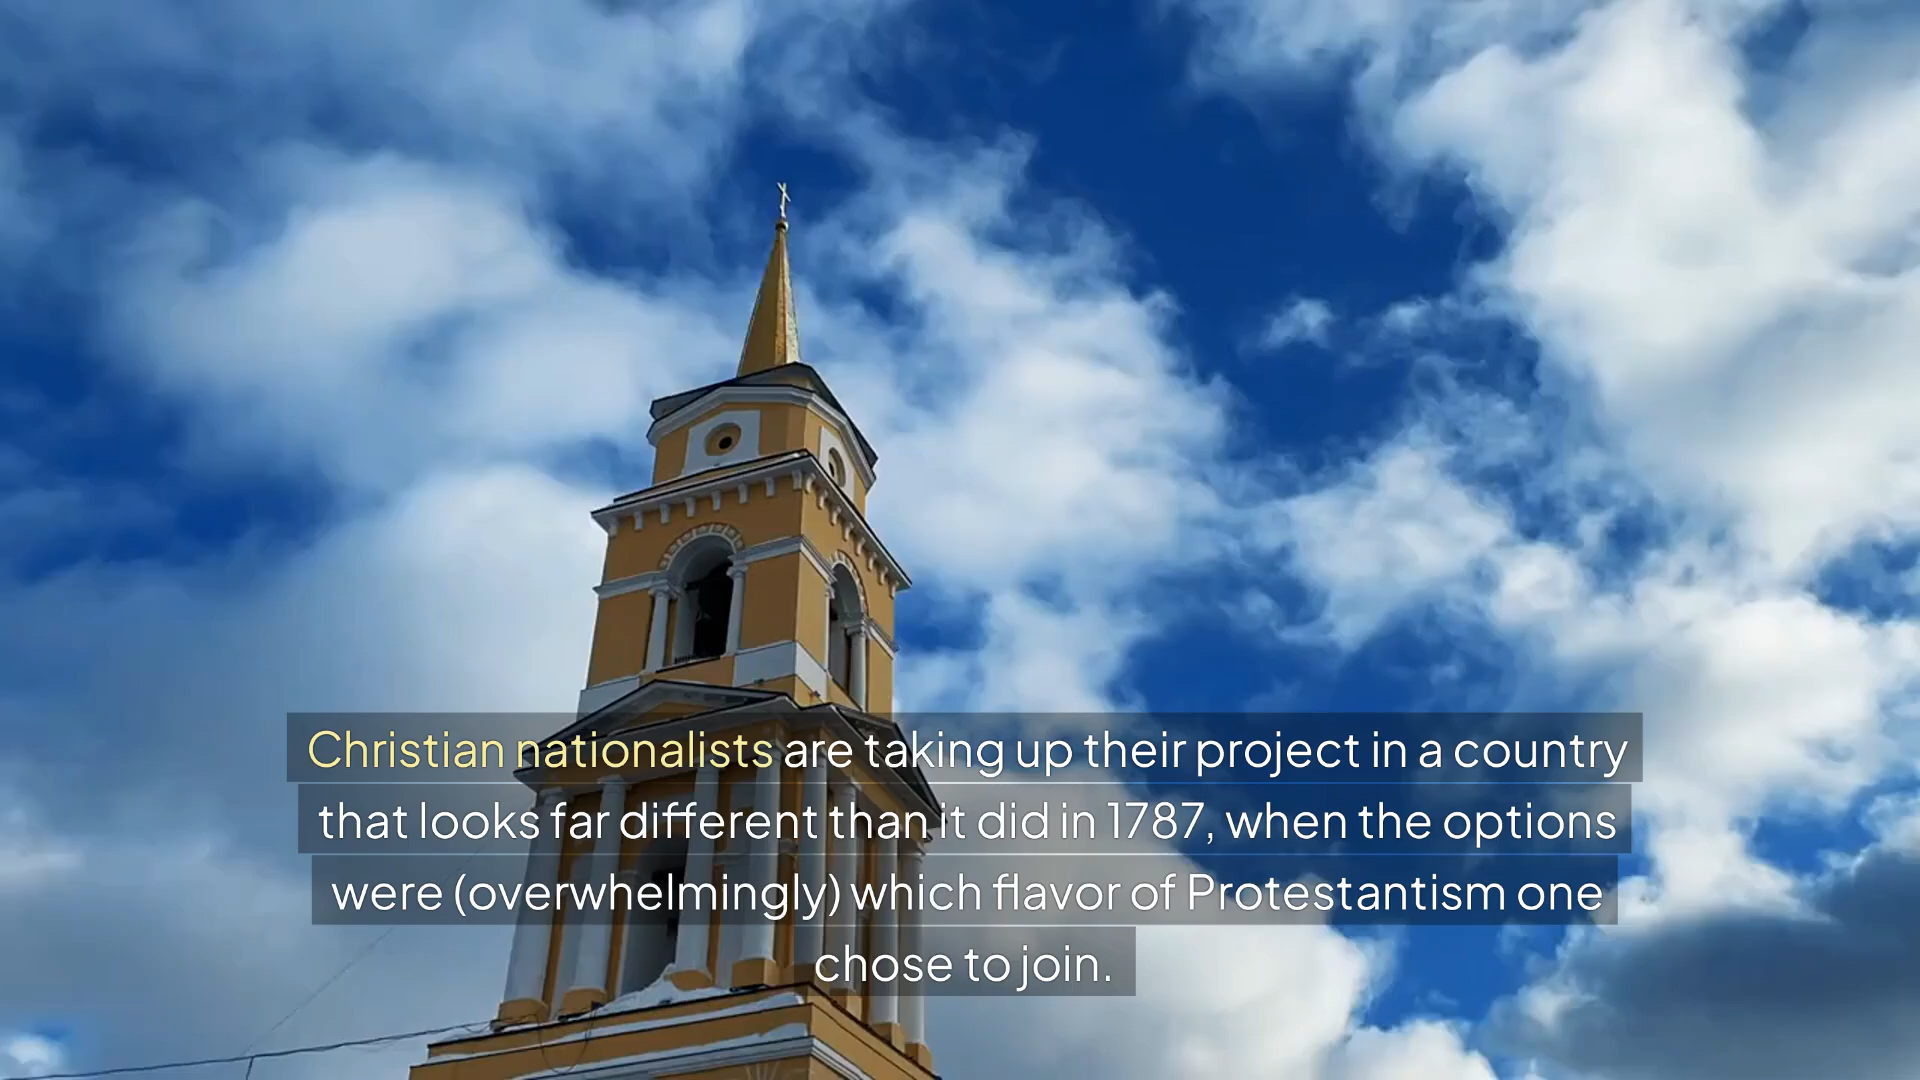 Christian nationalists are taking up their project in a country
that looks far different than it did in 1787, when the options
were (overwhelmingly) which flavor of Protestantism one
chose to join.